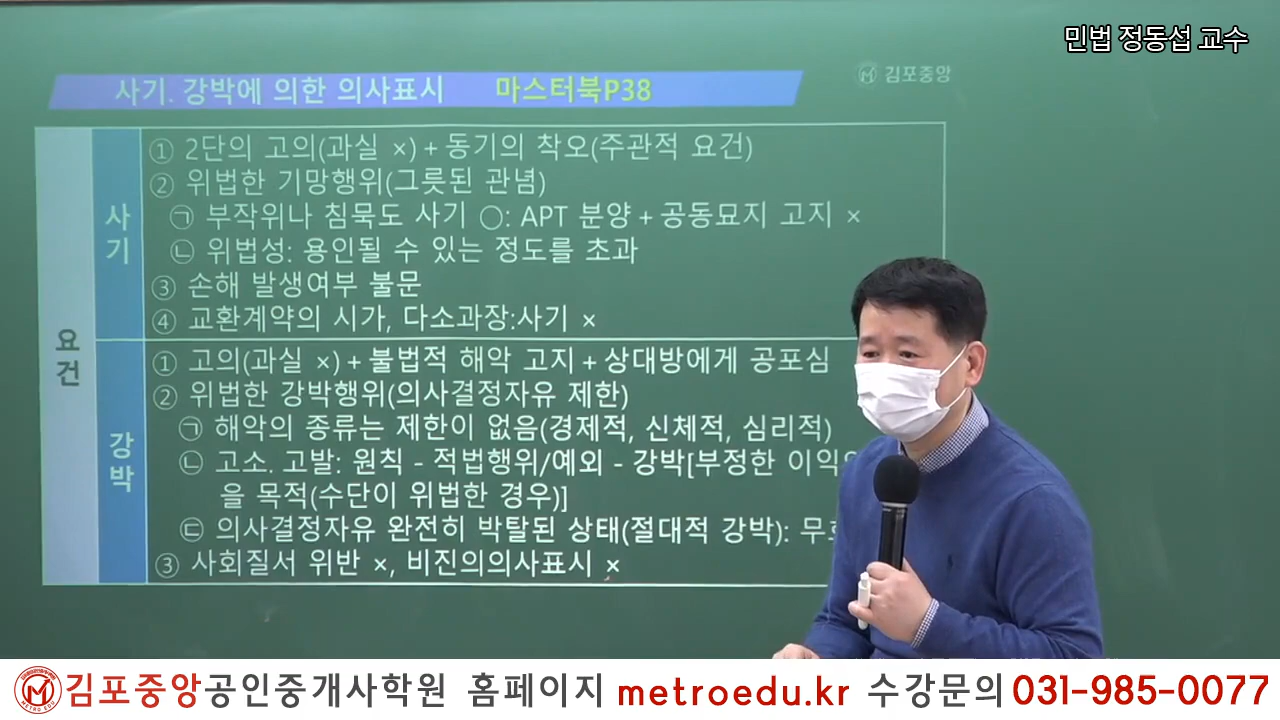 민법 정동섭 교수
김포중앙
사기. 강박에 의한 의사표시 마스터북P38
요건
사기
① 2단의 고의(과실 ×)+동기의 착오(주관적 요건)
② 위법한 기망행위(그릇된 관념)
㉠ 부작위나 침묵도 사기 ○: APT 분양+공동묘지 고지 ×
㉡ 위법성: 용인될 수 있는 정도를 초과
③ 손해 발생여부 불문
④ 교환계약의 시가, 다소과장:사기 ×
강박
① 고의(과실 ×)+불법적 해악 고지+상대방에게 공포심
② 위법한 강박행위(의사결정자유 제한)
㉠ 해악의 종류는 제한이 없음(경제적, 신체적, 심리적)
㉡ 고소. 고발: 원칙 - 적법행위/예외 - 강박[부정한 이익
을 목적(수단이 위법한 경우)]
㉢ 의사결정자유 완전히 박탈된 상태(절대적 강박):
③ 사회질서 위반 ×, 비진의의사표시 ×
METRO EDU
김포중앙공인중개사학원 홈페이지 metroedu.kr 수강문의 031-985-0077